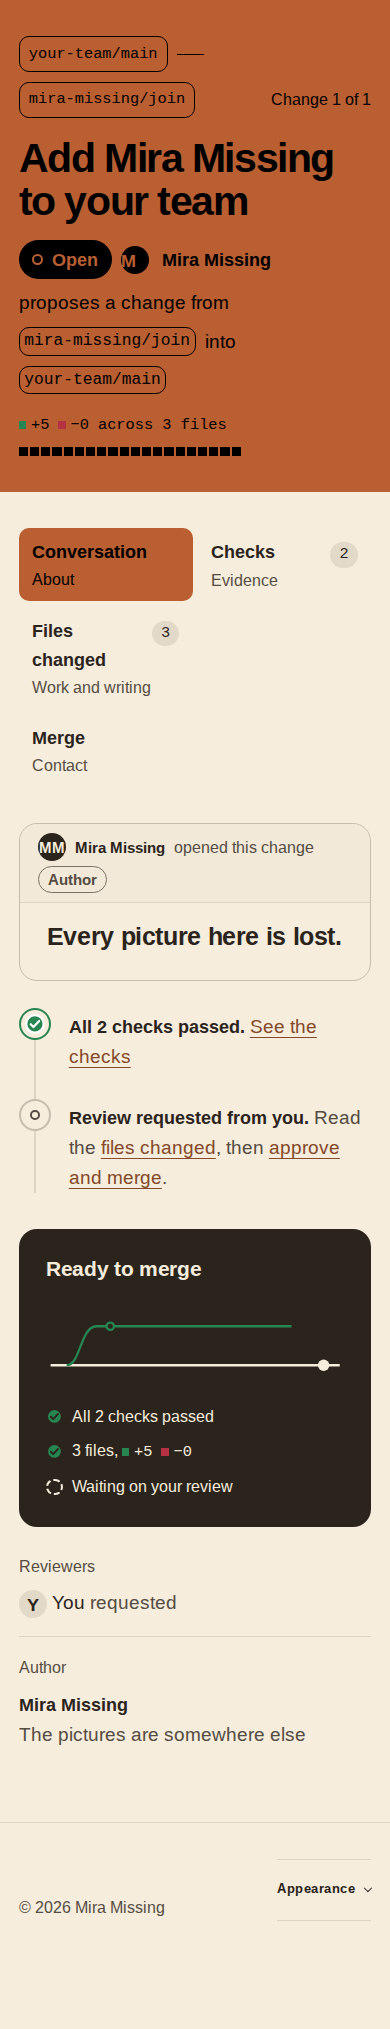 your-team/main
mira-missing/join
Change 1 of 1
Add Mira Missing
to your team
Open M Mira Missing
proposes a change from
mira-missing/join into
your-team/main
+5 −0 across 3 files
Conversation
About
Checks 2
Evidence
Files
changed 3
Work and writing
Merge
Contact
MM Mira Missing opened this change
Author
Every picture here is lost.
All 2 checks passed. See the
checks
Review requested from you. Read
the files changed, then approve
and merge.
Ready to merge
All 2 checks passed
3 files, +5 −0
Waiting on your review
Reviewers
Y You requested
Author
Mira Missing
The pictures are somewhere else
Appearance
© 2026 Mira Missing